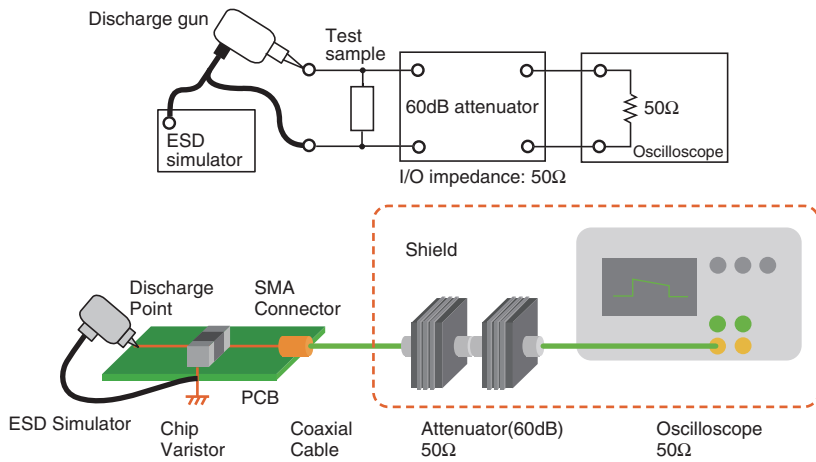 Discharge gun
Test
sample
ESD
simulator
60dB attenuator
50Ω
Oscilloscope
I/O impedance: 50Ω
Shield
Discharge
Point
SMA
Connector
PCB
ESD Simulator
Chip
Varistor
Coaxial
Cable
Attenuator(60dB)
50Ω
Oscilloscope
50Ω